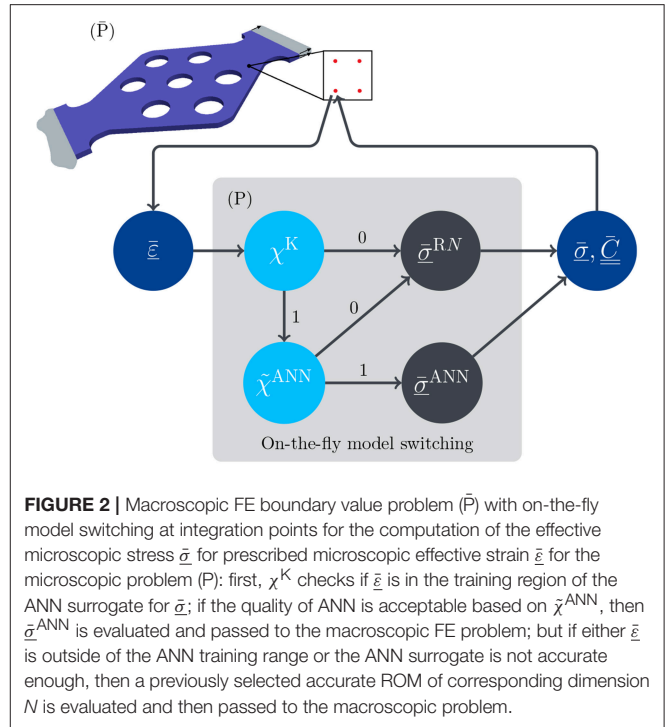 (P̄)
(P)
ε̲̄
χ^K
0
σ̲̄^RN
σ̲̄, C̲̲̄
1
0
χ̃^ANN
1
σ̲̄^ANN
On-the-fly model switching
FIGURE 2 | Macroscopic FE boundary value problem (P̄) with on-the-fly
model switching at integration points for the computation of the effective
microscopic stress σ̲̄ for prescribed microscopic effective strain ε̲̄ for the
microscopic problem (P): first, χ^K checks if ε̲̄ is in the training region of the
ANN surrogate for σ̲̄; if the quality of ANN is acceptable based on χ̃^ANN, then
σ̲̄^ANN is evaluated and passed to the macroscopic FE problem; but if either ε̲̄
is outside of the ANN training range or the ANN surrogate is not accurate
enough, then a previously selected accurate ROM of corresponding dimension
N is evaluated and then passed to the macroscopic problem.